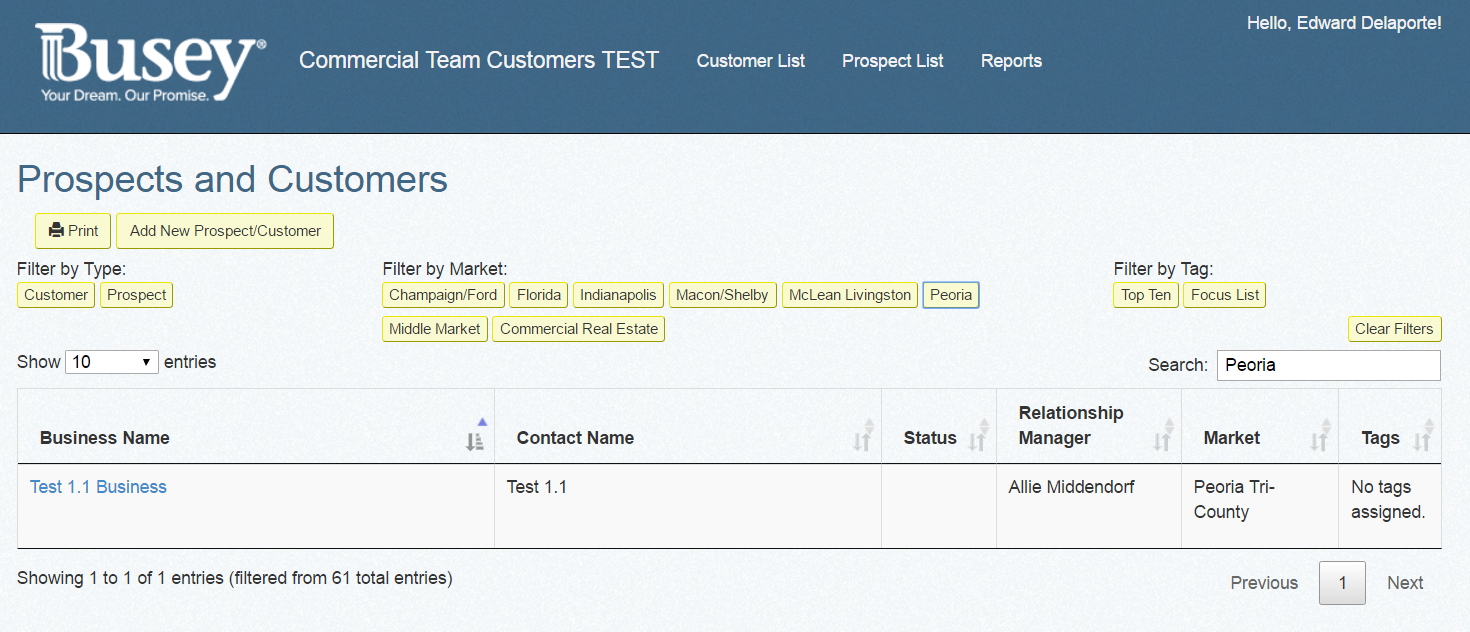 Hello, Edward Delaporte!
Busey®
Your Dream. Our Promise.
Commercial Team Customers TEST Customer List Prospect List Reports
Prospects and Customers
Print Add New Prospect/Customer
Filter by Type: Filter by Market: Filter by Tag:
Customer Prospect Champaign/Ford Florida Indianapolis Macon/Shelby McLean Livingston Peoria Top Ten Focus List
Middle Market Commercial Real Estate Clear Filters
Show 10 entries Search: Peoria
Business Name Contact Name Status Relationship Manager Market Tags
Test 1.1 Business Test 1.1 Allie Middendorf Peoria Tri- No tags
County assigned.
Showing 1 to 1 of 1 entries (filtered from 61 total entries) Previous 1 Next